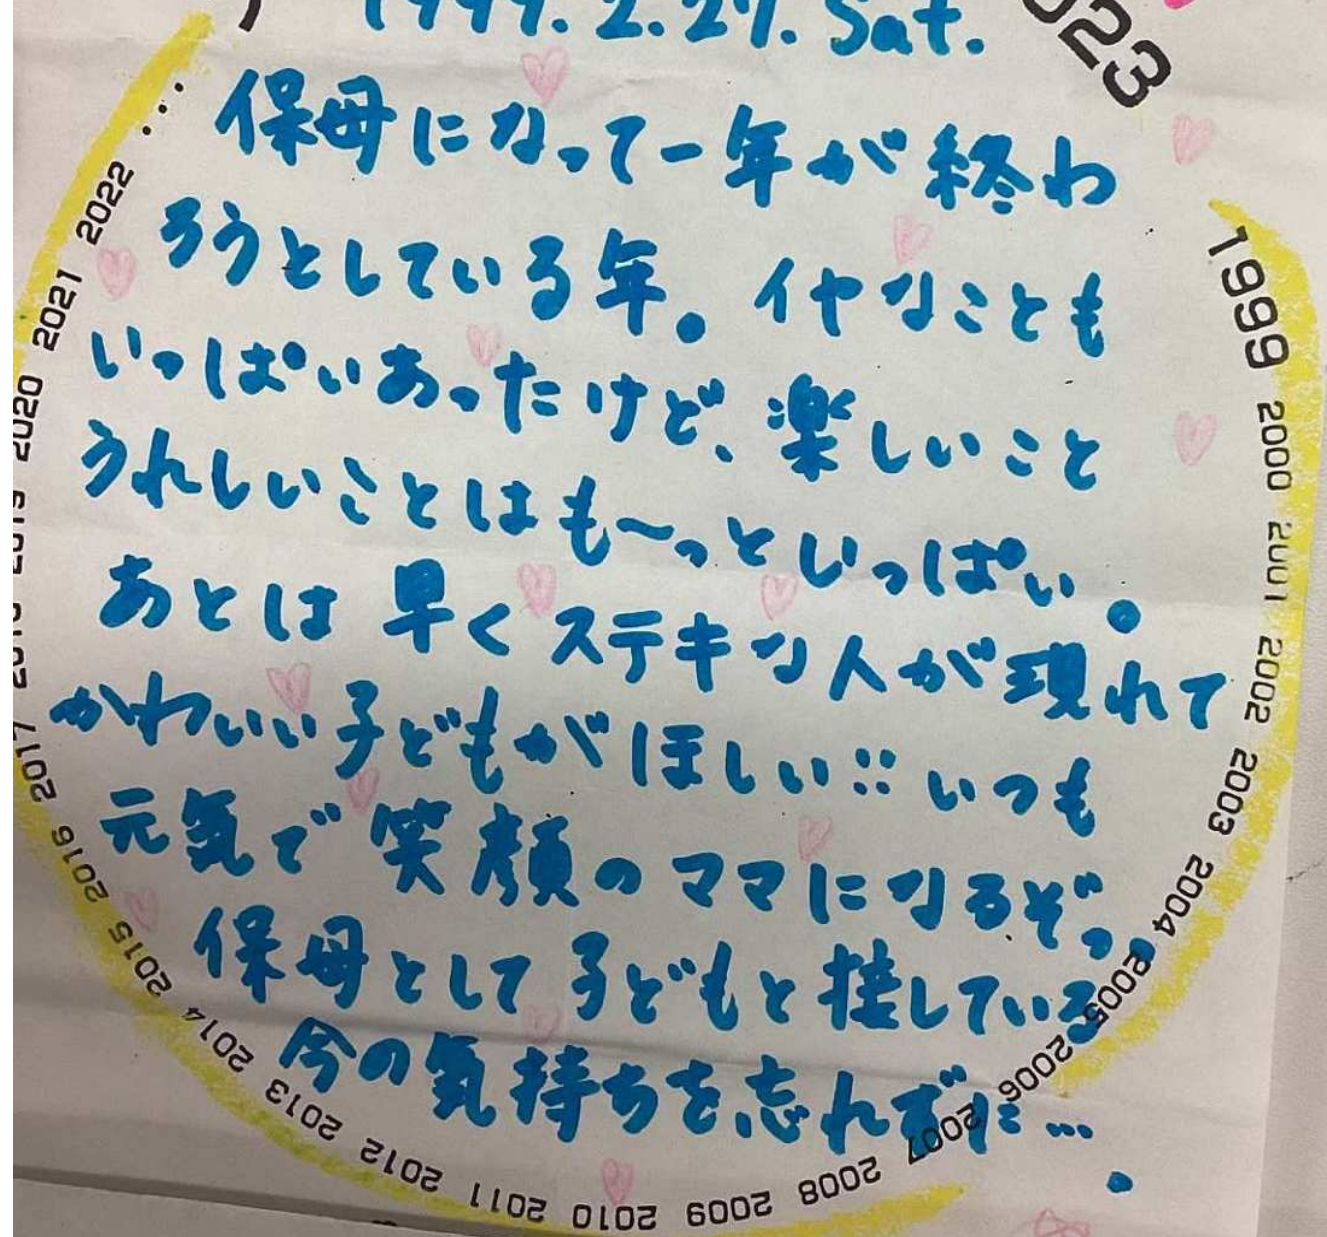 1999.2.27. Sat.
2023
保母になって一年が終わ
ろうとしている年。イヤなことも
いっぱいあったけど、楽しいこと
うれしいことはも〜っといっぱい。
あとは早くステキな人が現れて
かわいい子どもがほしい!! いつも
元気で笑顔のママになるぞっ。
保母として子どもと接している
今の気持ちを忘れずに….
1999 2000 2001 2002 2003 2004 2005 2006 2007 2008 2009 2010 2011 2012 2013 2014 2015 2016 2017 2018 2019 2020 2021 2022 …